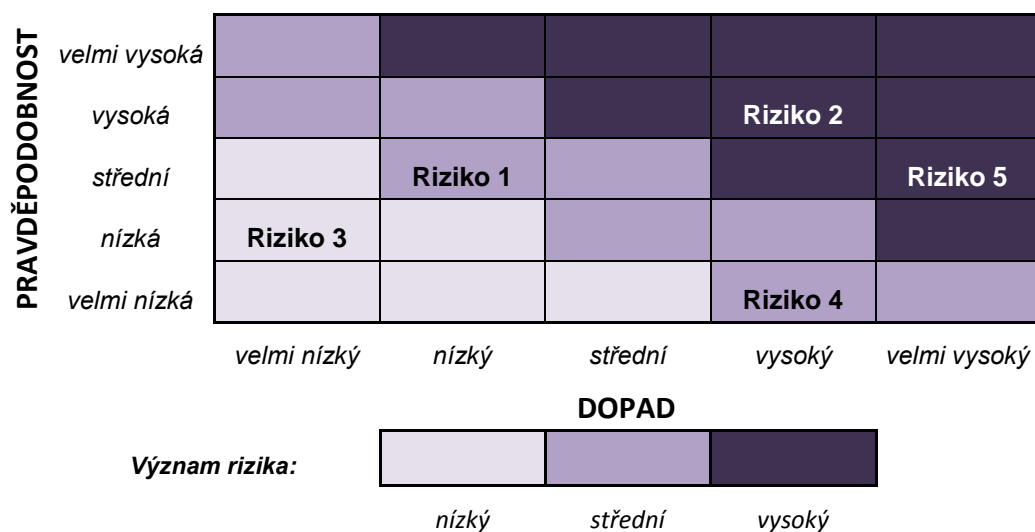 PRAVDĚPODOBNOST
velmi vysoká
vysoká
Riziko 2
střední
Riziko 1
Riziko 5
nízká
Riziko 3
velmi nízká
Riziko 4
velmi nízký
nízký
střední
vysoký
velmi vysoký
DOPAD
Význam rizika:
nízký
střední
vysoký